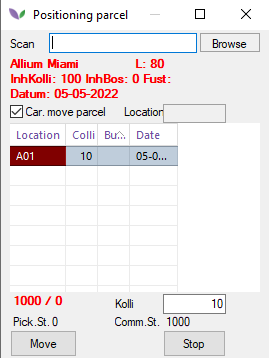 Positioning parcel
Scan Browse
Allium Miami L: 80
InhKolli: 100 InhBos: 0 Fust:
Datum: 05-05-2022
Car. move parcel Location
Location Colli Bu... Date
A01 10 05-0...
1000 / 0 Kolli 10
Pick.St. 0 Comm.St. 1000
Move Stop